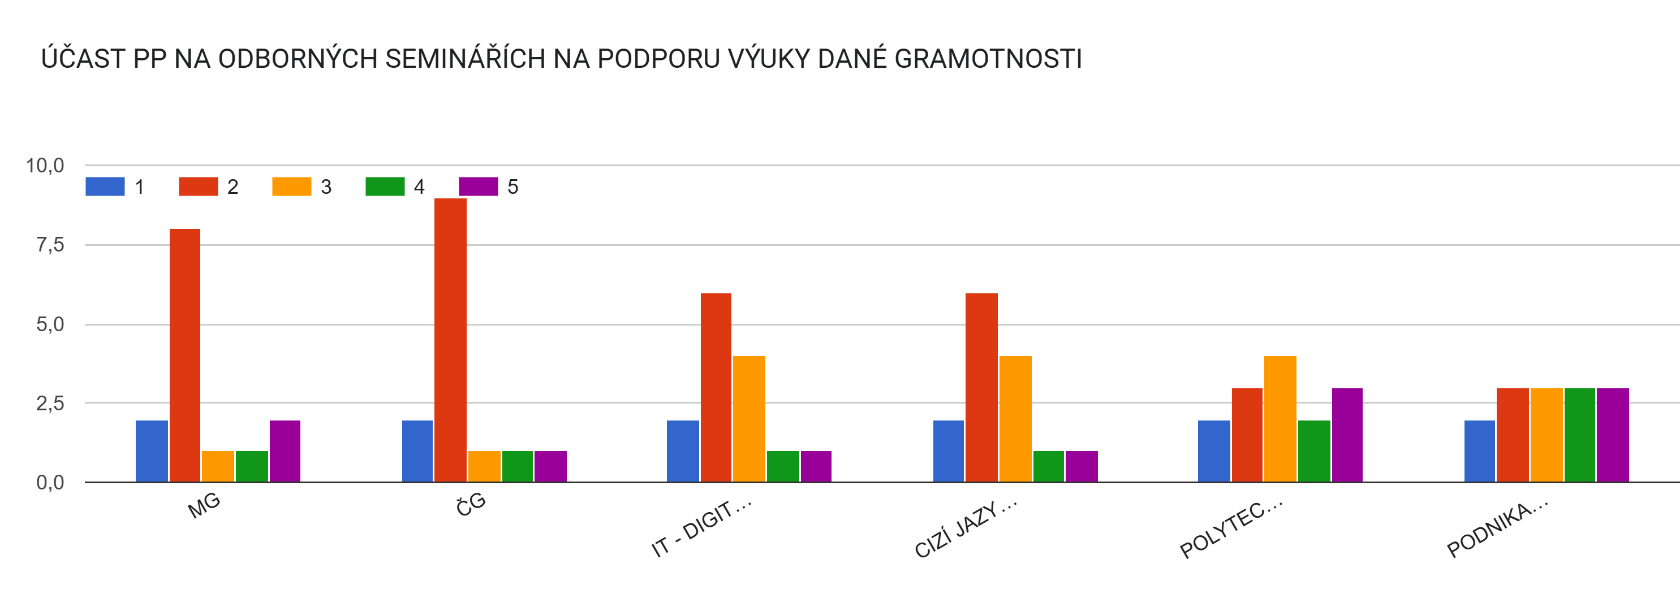 ÚČAST PP NA ODBORNÝCH SEMINÁŘÍCH NA PODPORU VÝUKY DANÉ GRAMOTNOSTI
10,0
1 2 3 4 5
7,5
5,0
2,5
0,0
MG ČG IT - DIGIT... CIZÍ JAZY... POLYTEC... PODNIKA...